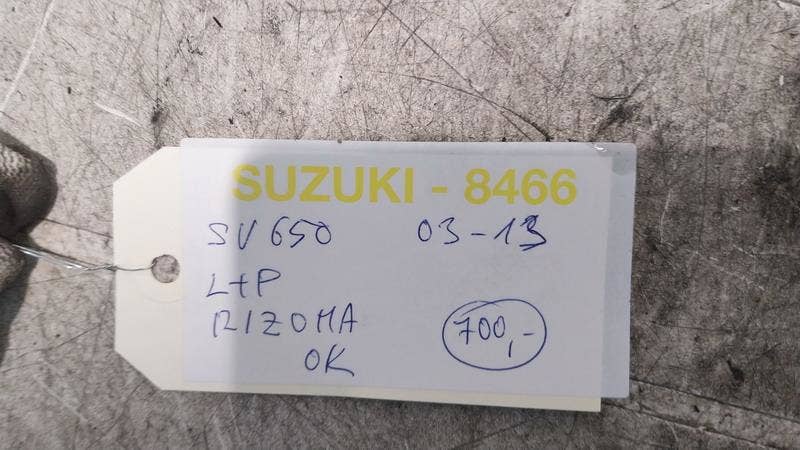 SUZUKI - 8466
SV 650 03-13
L+P
RIZOMA 700,-
OK